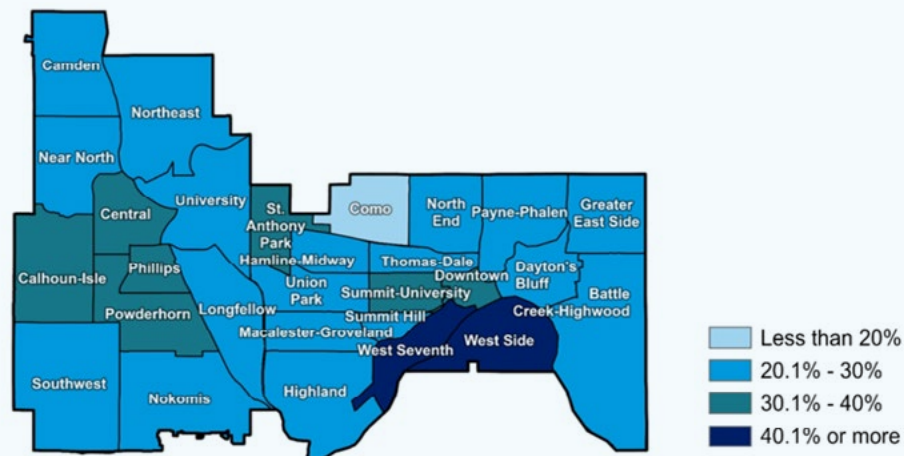 Camden
Northeast
Near North
University
Central
St.
Anthony
Park
Como
North
End
Payne-Phalen
Greater
East Side
Calhoun-Isle
Phillips
Hamline-Midway
Thomas-Dale
Downtown
Dayton's
Bluff
Powderhorn
Longfellow
Union
Park
Summit-University
Battle
Creek-Highwood
Summit Hill
Macalester-Groveland
West Seventh
West Side
Southwest
Nokomis
Highland
Less than 20%
20.1% - 30%
30.1% - 40%
40.1% or more